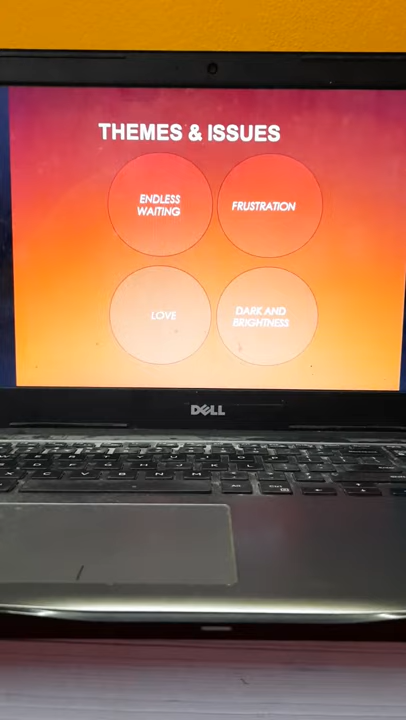 THEMES & ISSUES
ENDLESS
WAITING
FRUSTRATION
LOVE
DARK AND
BRIGHTNESS
DELL